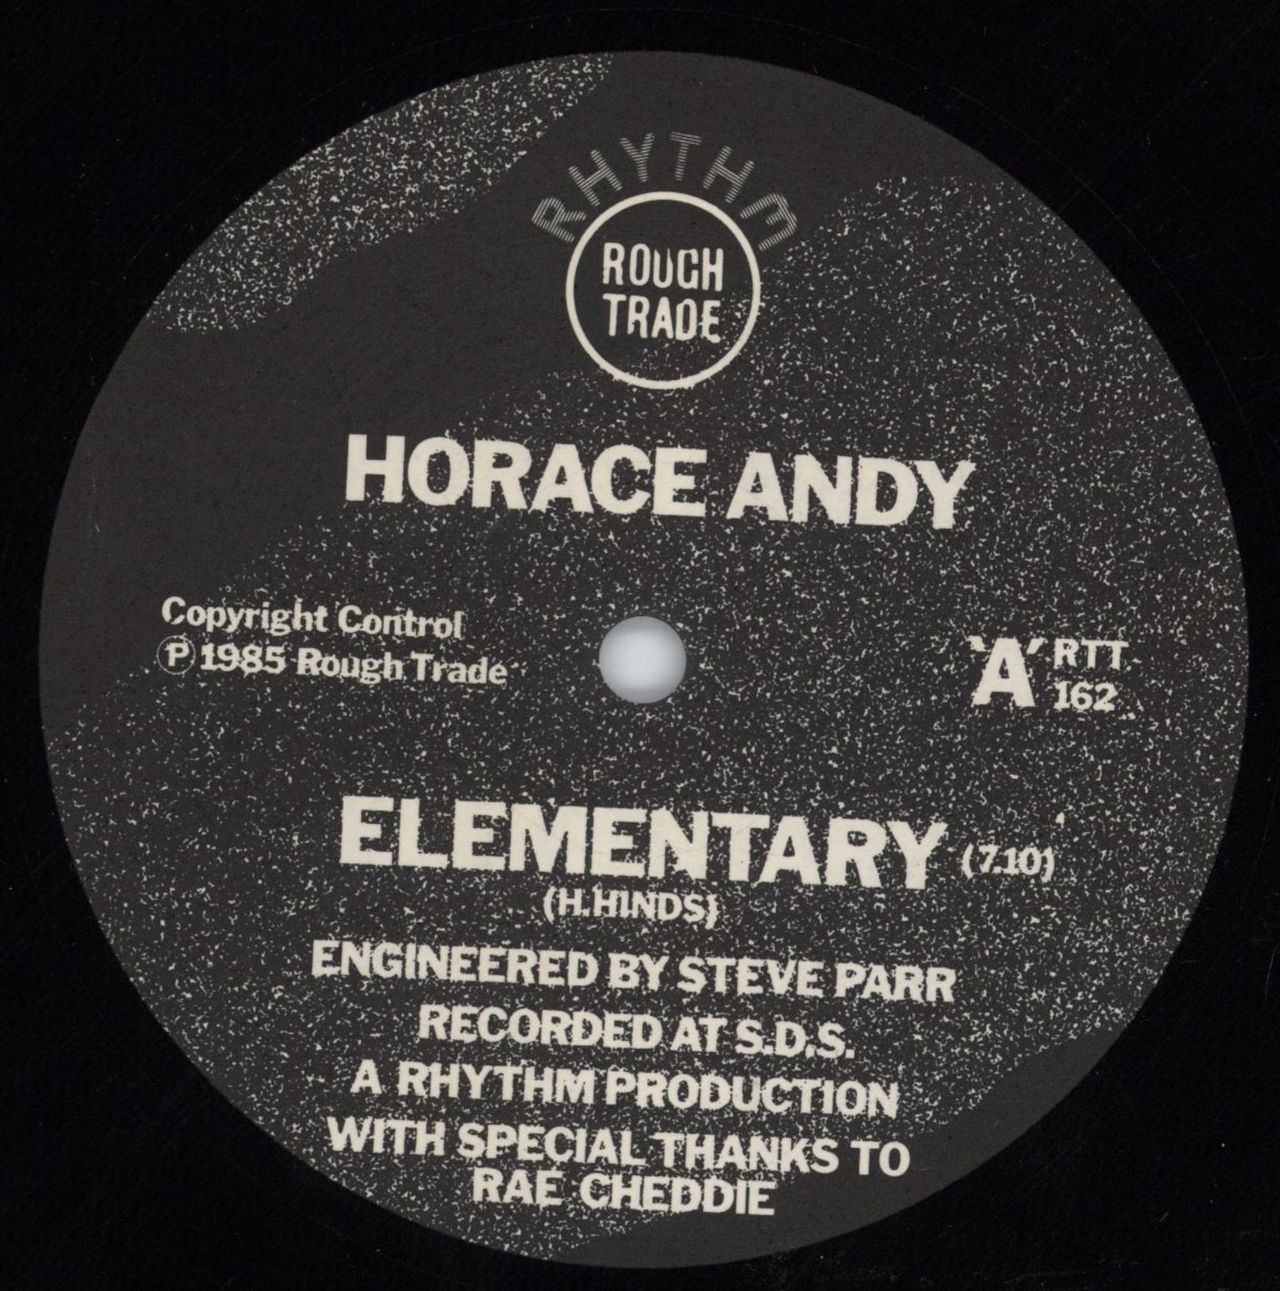 RHYTHM
ROUGH
TRADE
HORACE ANDY
Copyright Control
Ⓟ 1985 Rough Trade
'A' RTT
162
ELEMENTARY (7.10)
(H.HINDS)
ENGINEERED BY STEVE PARR
RECORDED AT S.D.S.
A RHYTHM PRODUCTION
WITH SPECIAL THANKS TO
RAE CHEDDIE